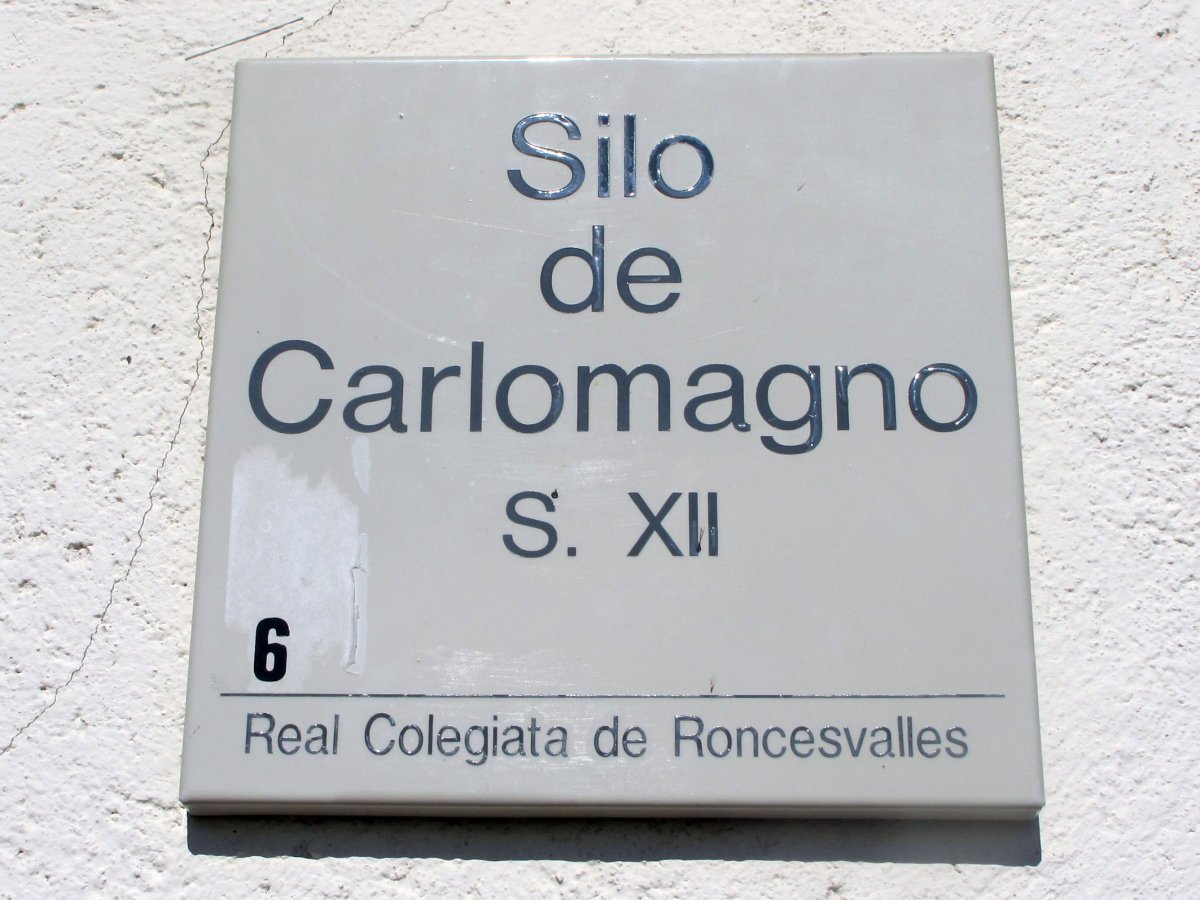 Silo
de
Carlomagno
S. XII
6
Real Colegiata de Roncesvalles